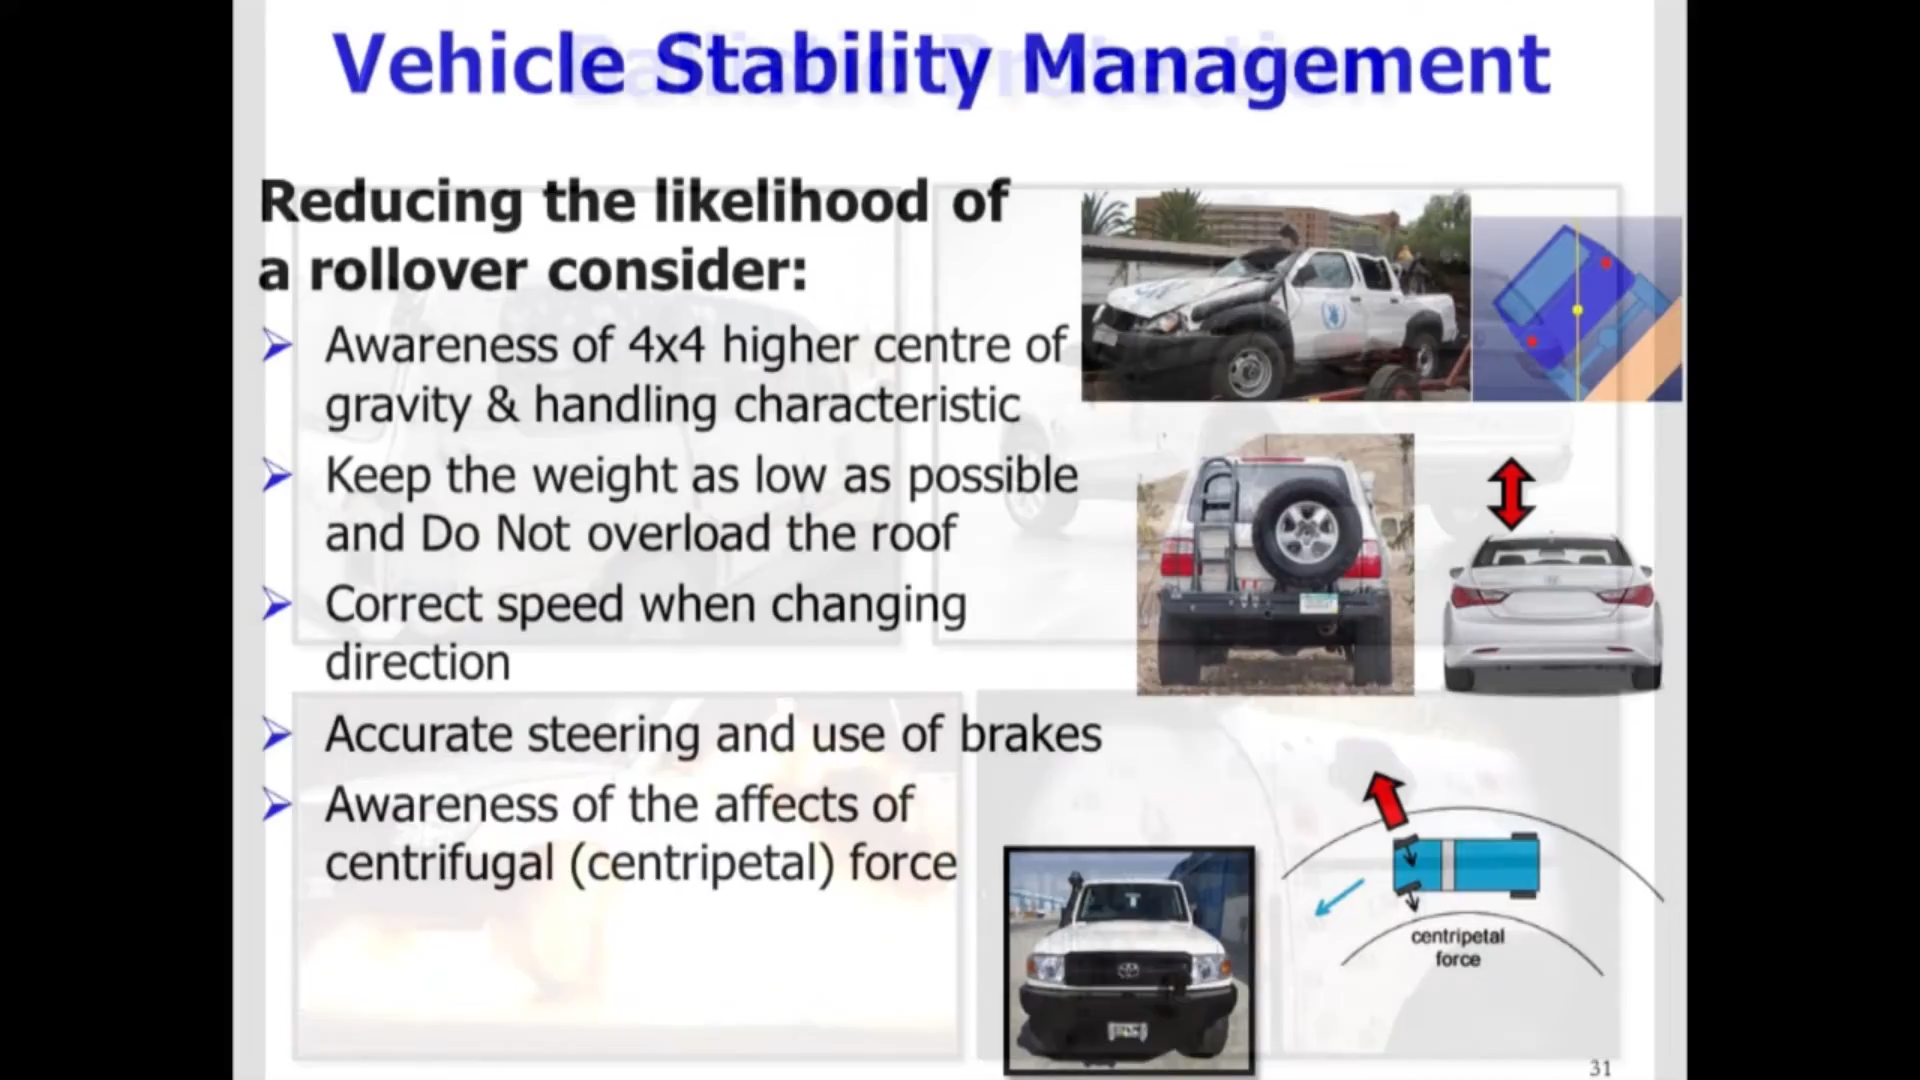 Vehicle Stability Management
Reducing the likelihood of
a rollover consider:
Awareness of 4x4 higher centre of
gravity & handling characteristic
Keep the weight as low as possible
and Do Not overload the roof
Correct speed when changing
direction
Accurate steering and use of brakes
Awareness of the affects of
centrifugal (centripetal) force
centripetal
force
31